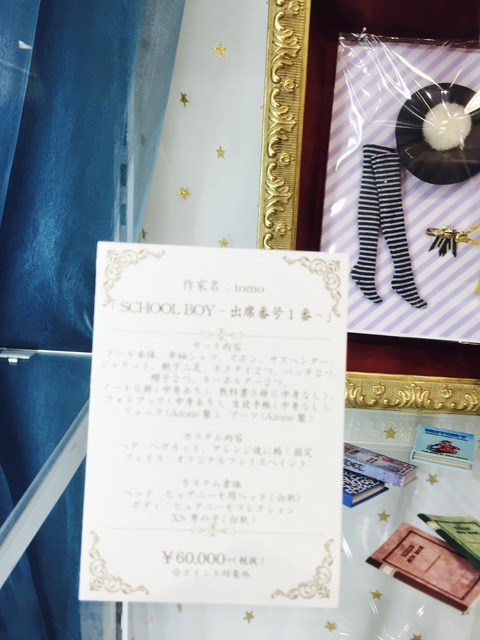 作家名：tomo
「SCHOOL BOY - 出席番号１番 -」
セット内容
ドール本体、半袖シャツ、ズボン、サスペンダー、
ジャケット、靴下二足、ネクタイ２つ、バッヂ２つ、
帽子２つ、キーホルダー２つ、
ノート５冊(中身あり)、教科書５冊(中身なし)、
フォトブック(中身あり)、生徒手帳(中身なし)、
リュック(Azone製)、ブーツ(Azone製)
カスタム内容
ヘア：ヘアカット、アレンジ後に軽く固定
フェイス：オリジナルフェイスペイント
カスタム素体：
ヘッド：ピュアニーモ用ヘッド(白肌)
ボディ：ピュアニーモフレクション
XS 男の子(白肌)
￥60,000-(税抜)
◎ポイント対象外